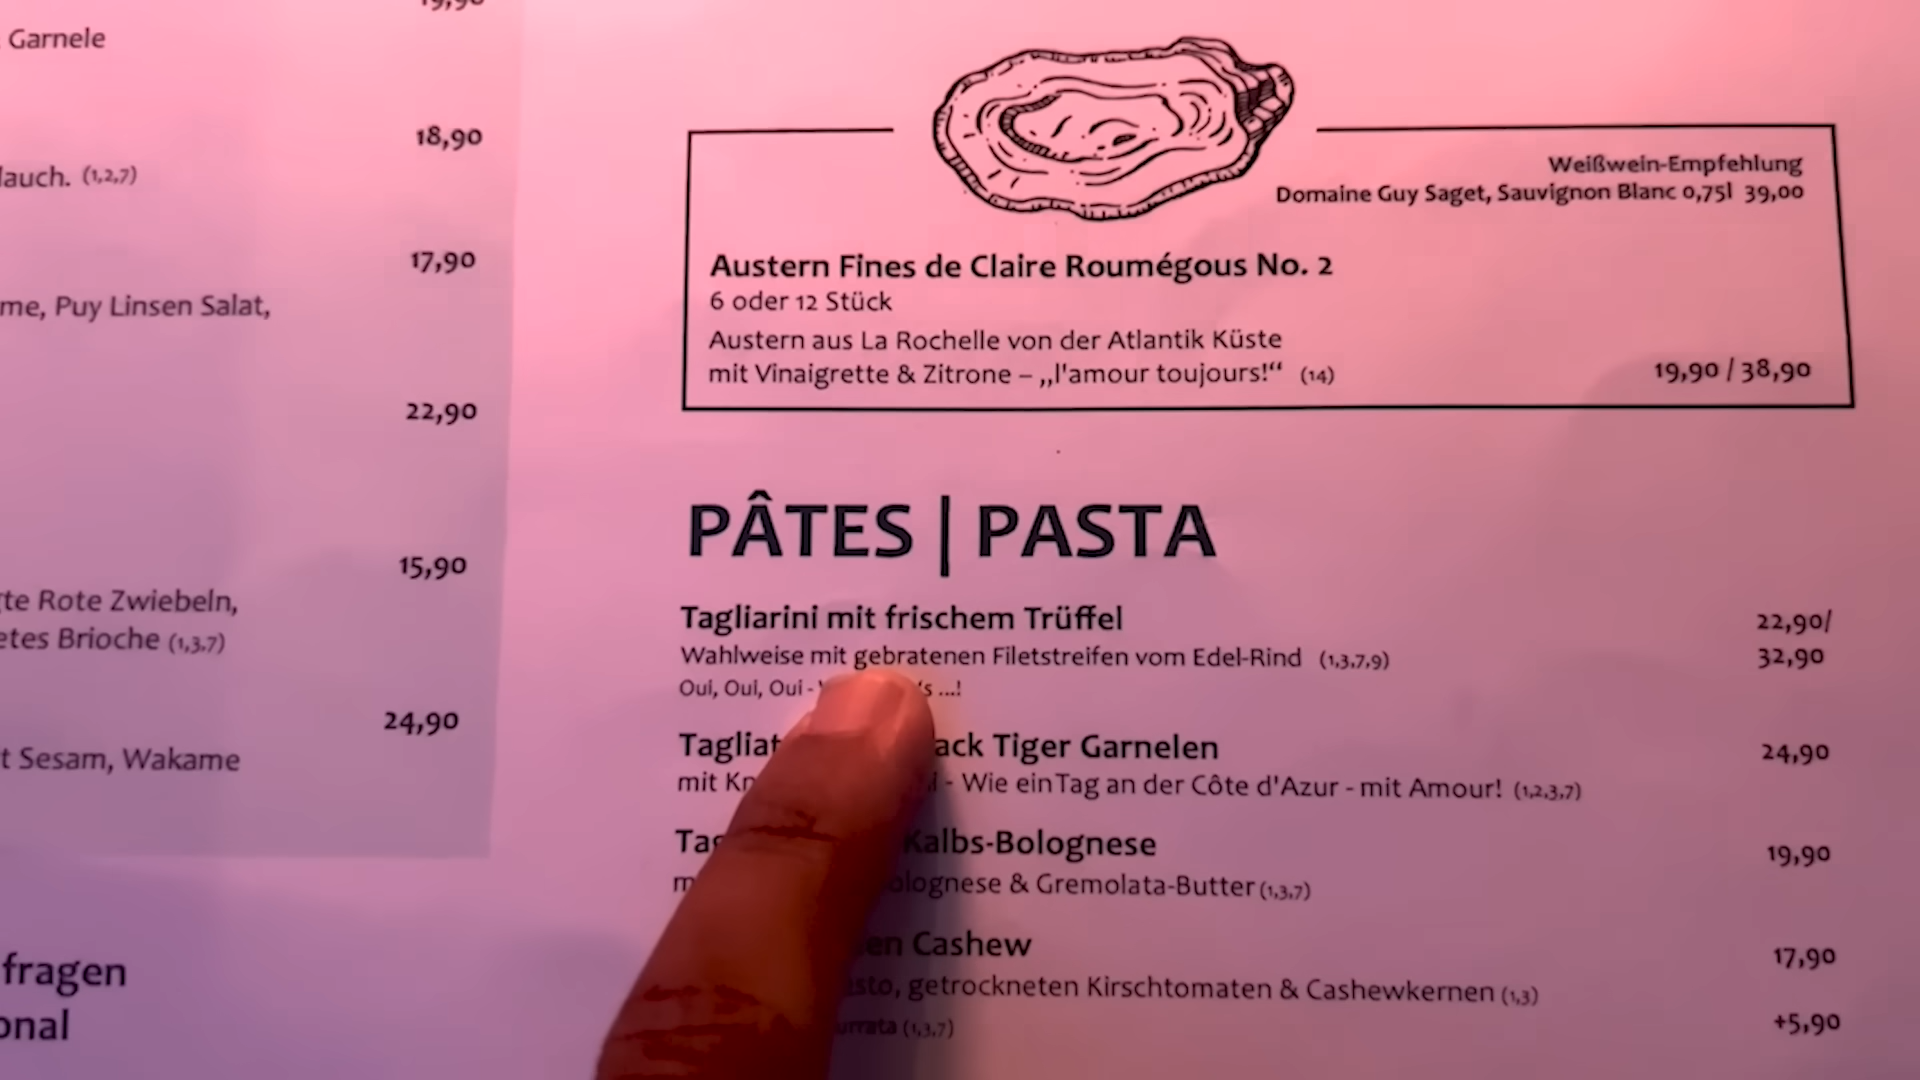 19,90
Garnele
18,90
lauch. (1,2,7)
17,90
me, Puy Linsen Salat,
22,90
15,90
te Rote Zwiebeln,
etes Brioche (1,3,7)
24,90
t Sesam, Wakame
fragen
onal
Weißwein-Empfehlung
Domaine Guy Saget, Sauvignon Blanc 0,75l 39,00
Austern Fines de Claire Roumégous No. 2
6 oder 12 Stück
Austern aus La Rochelle von der Atlantik Küste
mit Vinaigrette & Zitrone – „l'amour toujours!“ (14) 19,90 / 38,90
PÂTES | PASTA
Tagliarini mit frischem Trüffel 22,90/
Wahlweise mit gebratenen Filetstreifen vom Edel-Rind (1,3,7,9) 32,90
Oui, Oui, Oui - 's ...!
Tagliat ack Tiger Garnelen 24,90
mit Kn - Wie einTag an der Côte d'Azur - mit Amour! (1,2,3,7)
Tag Kalbs-Bolognese 19,90
m olognese & Gremolata-Butter (1,3,7)
en Cashew 17,90
sto, getrockneten Kirschtomaten & Cashewkernen (1,3)
urrata (1,3,7) +5,90